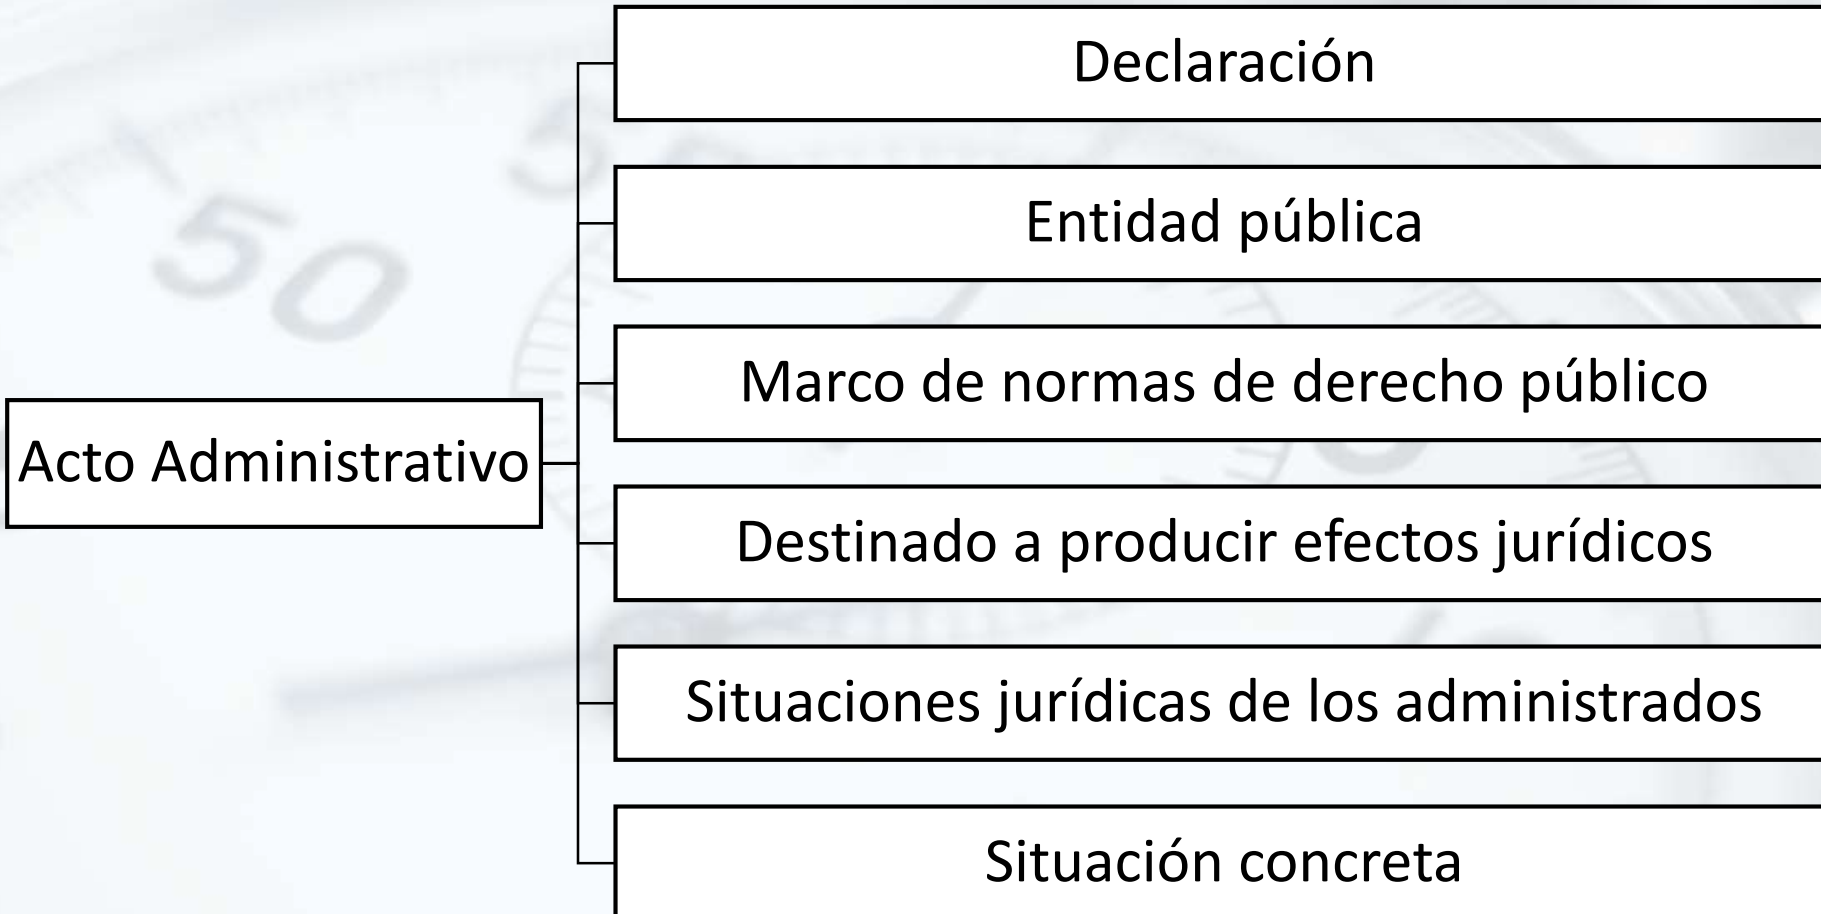 Declaración
Entidad pública
Marco de normas de derecho público
Acto Administrativo
Destinado a producir efectos jurídicos
Situaciones jurídicas de los administrados
Situación concreta
50